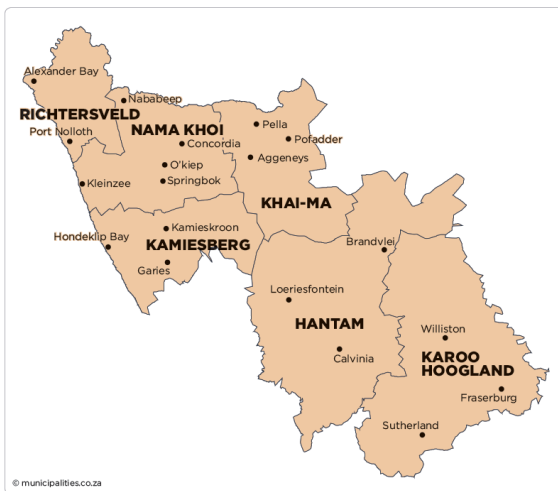 Alexander Bay
Nababeep
RICHTERSVELD
NAMA KHOI
Pella
Port Nolloth
Concordia
Pofadder
Aggeneys
O'kiep
Kleinzee
Springbok
KHAI-MA
Kamieskroon
Hondeklip Bay
KAMIESBERG
Brandvlei
Garies
Loeriesfontein
HANTAM
Williston
Calvinia
KAROO
HOOGLAND
Fraserburg
Sutherland
© municipalities.co.za